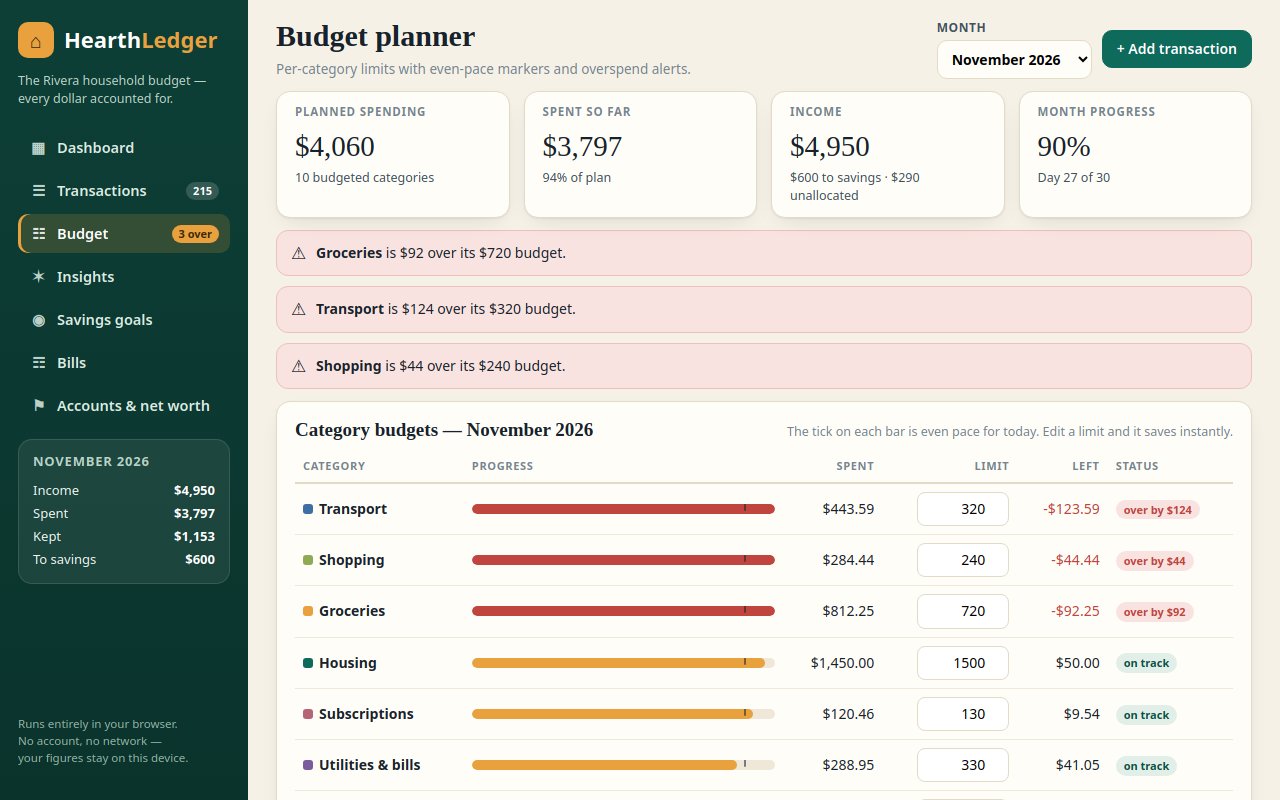 HearthLedger
The Rivera household budget —
every dollar accounted for.
Dashboard
Transactions 215
Budget 3 over
Insights
Savings goals
Bills
Accounts & net worth
NOVEMBER 2026
Income $4,950
Spent $3,797
Kept $1,153
To savings $600
Runs entirely in your browser.
No account, no network —
your figures stay on this device.
Budget planner
Per-category limits with even-pace markers and overspend alerts.
MONTH
November 2026
+ Add transaction
PLANNED SPENDING
$4,060
10 budgeted categories
SPENT SO FAR
$3,797
94% of plan
INCOME
$4,950
$600 to savings · $290
unallocated
MONTH PROGRESS
90%
Day 27 of 30
⚠ Groceries is $92 over its $720 budget.
⚠ Transport is $124 over its $320 budget.
⚠ Shopping is $44 over its $240 budget.
Category budgets — November 2026
The tick on each bar is even pace for today. Edit a limit and it saves instantly.
CATEGORY PROGRESS SPENT LIMIT LEFT STATUS
Transport $443.59 320 -$123.59 over by $124
Shopping $284.44 240 -$44.44 over by $44
Groceries $812.25 720 -$92.25 over by $92
Housing $1,450.00 1500 $50.00 on track
Subscriptions $120.46 130 $9.54 on track
Utilities & bills $288.95 330 $41.05 on track